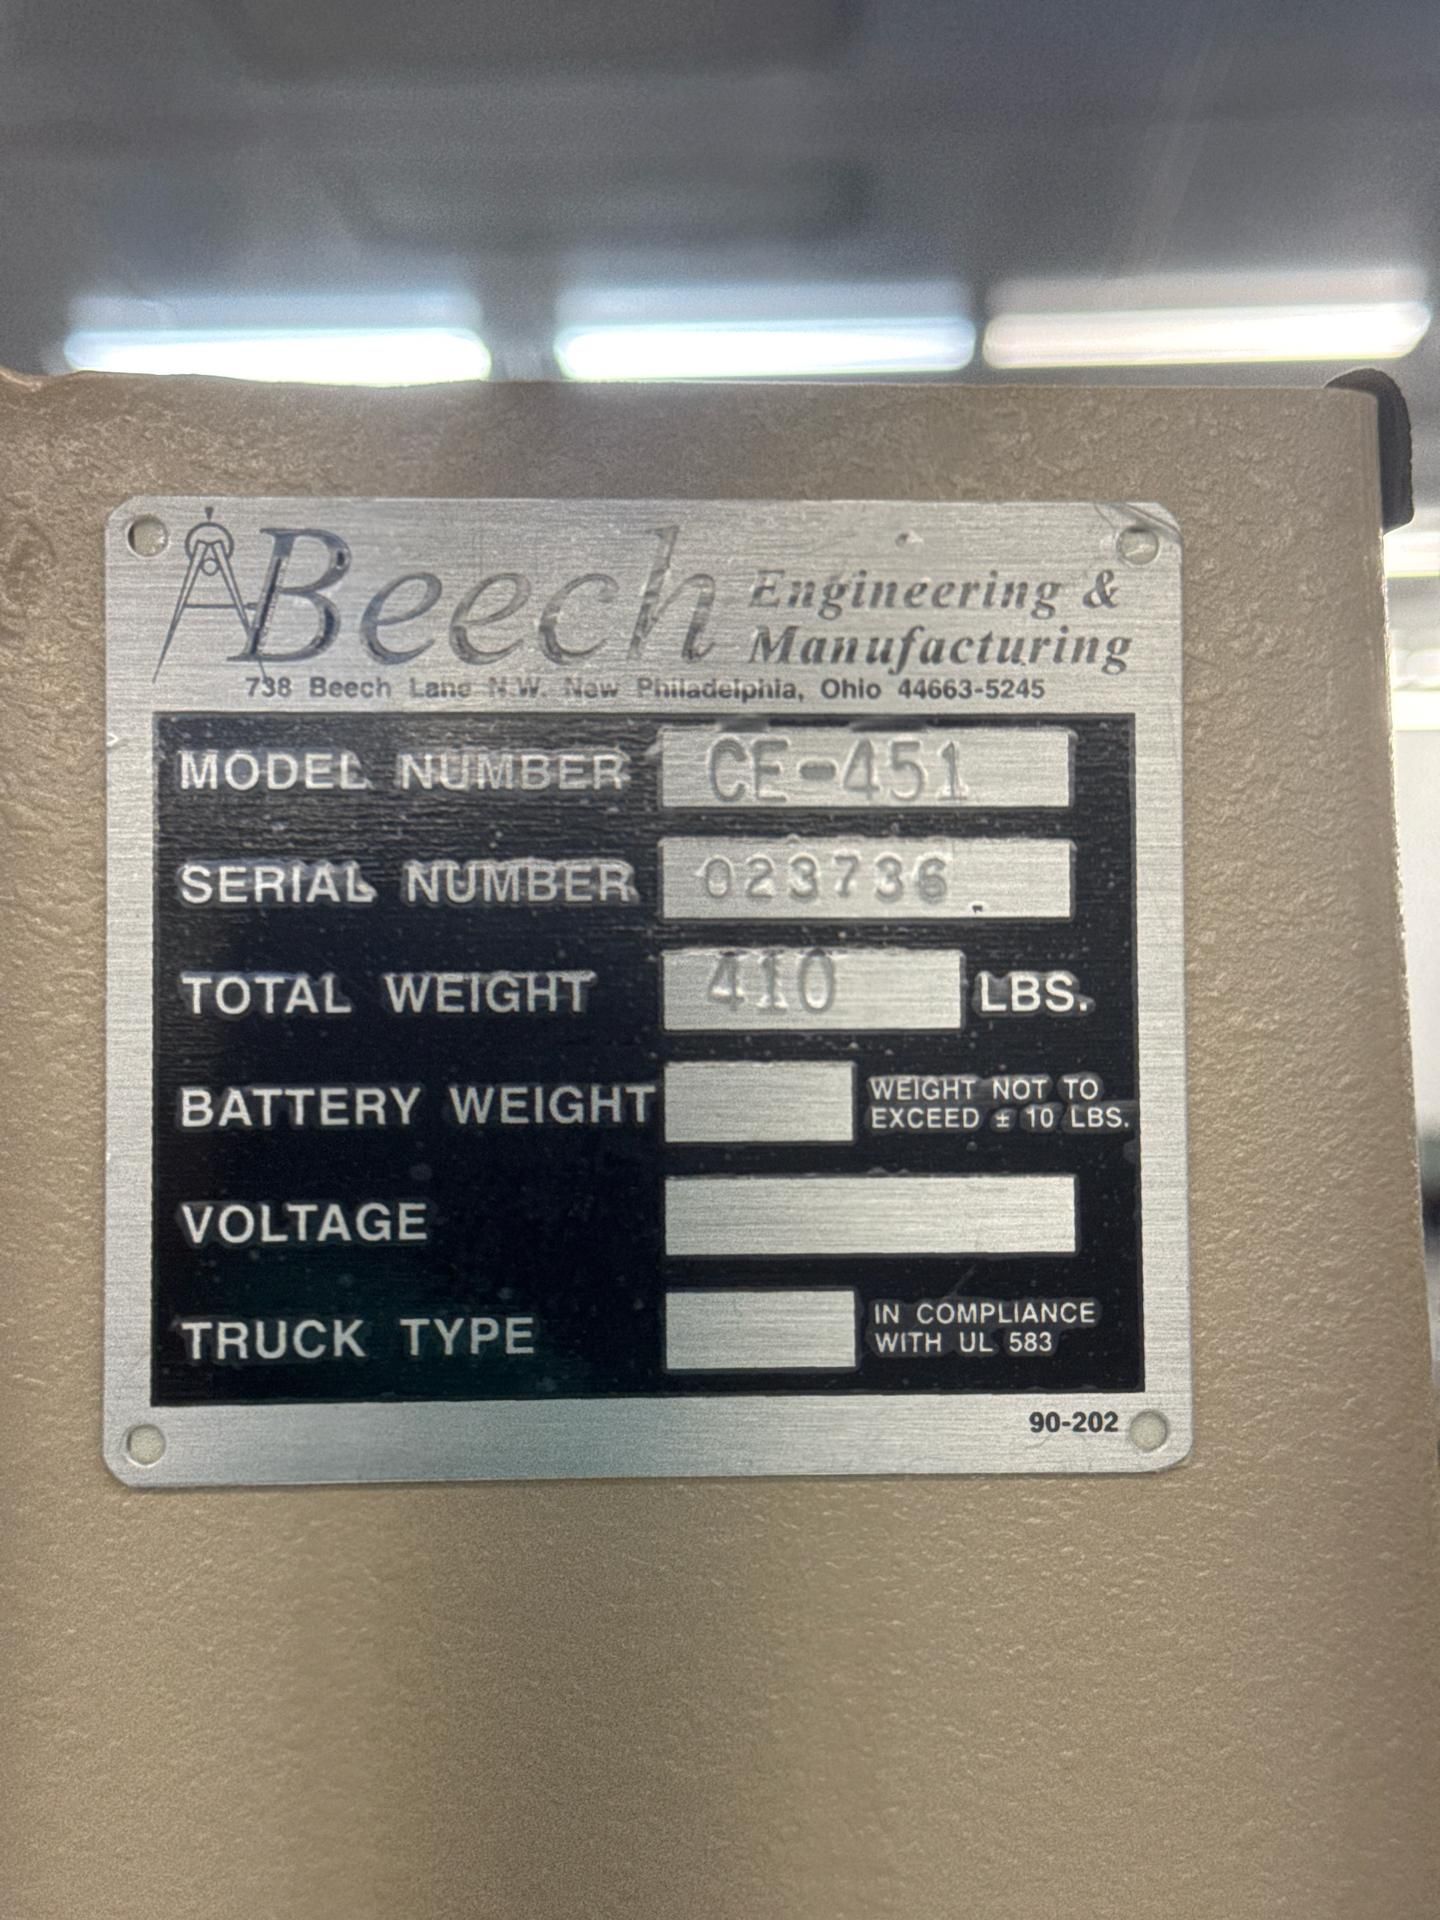 Beech Engineering &
Manufacturing
738 Beech Lane N.W. New Philadelphia, Ohio 44663-5245
MODEL NUMBER CE-451
SERIAL NUMBER 023736
TOTAL WEIGHT 410 LBS.
BATTERY WEIGHT WEIGHT NOT TO
EXCEED ± 10 LBS.
VOLTAGE
TRUCK TYPE IN COMPLIANCE
WITH UL 583
90-202